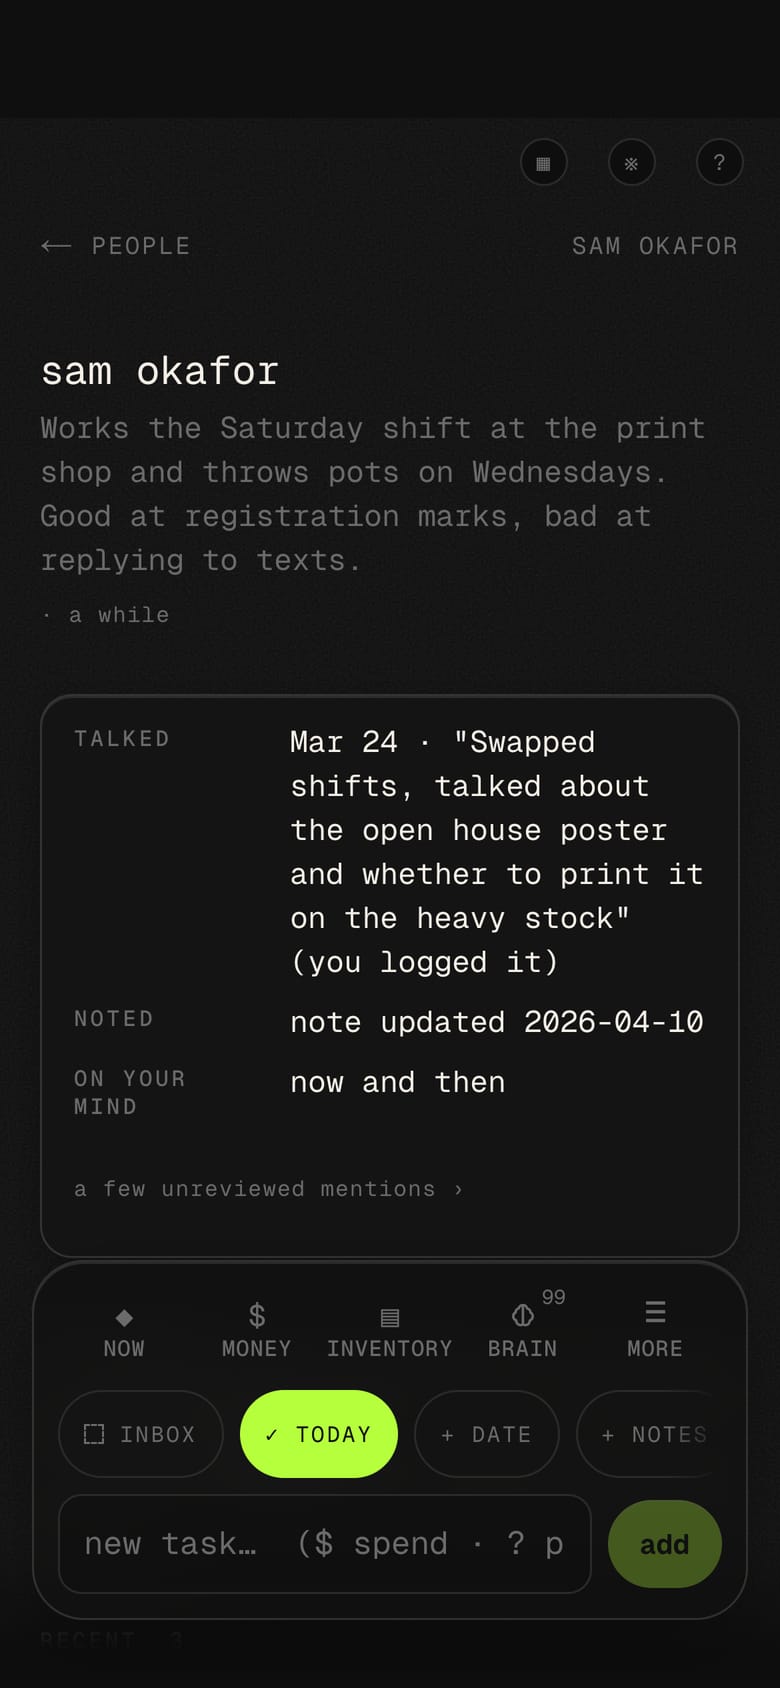 ?
← PEOPLE
SAM OKAFOR
sam okafor
Works the Saturday shift at the print
shop and throws pots on Wednesdays.
Good at registration marks, bad at
replying to texts.
· a while
TALKED
Mar 24 · "Swapped
shifts, talked about
the open house poster
and whether to print it
on the heavy stock"
(you logged it)
NOTED
note updated 2026-04-10
ON YOUR
MIND
now and then
a few unreviewed mentions ›
99
NOW
$ MONEY
INVENTORY
BRAIN
MORE
INBOX
✓ TODAY
+ DATE
+ NOTES
new task… ($ spend · ? p
add
RECENT 3